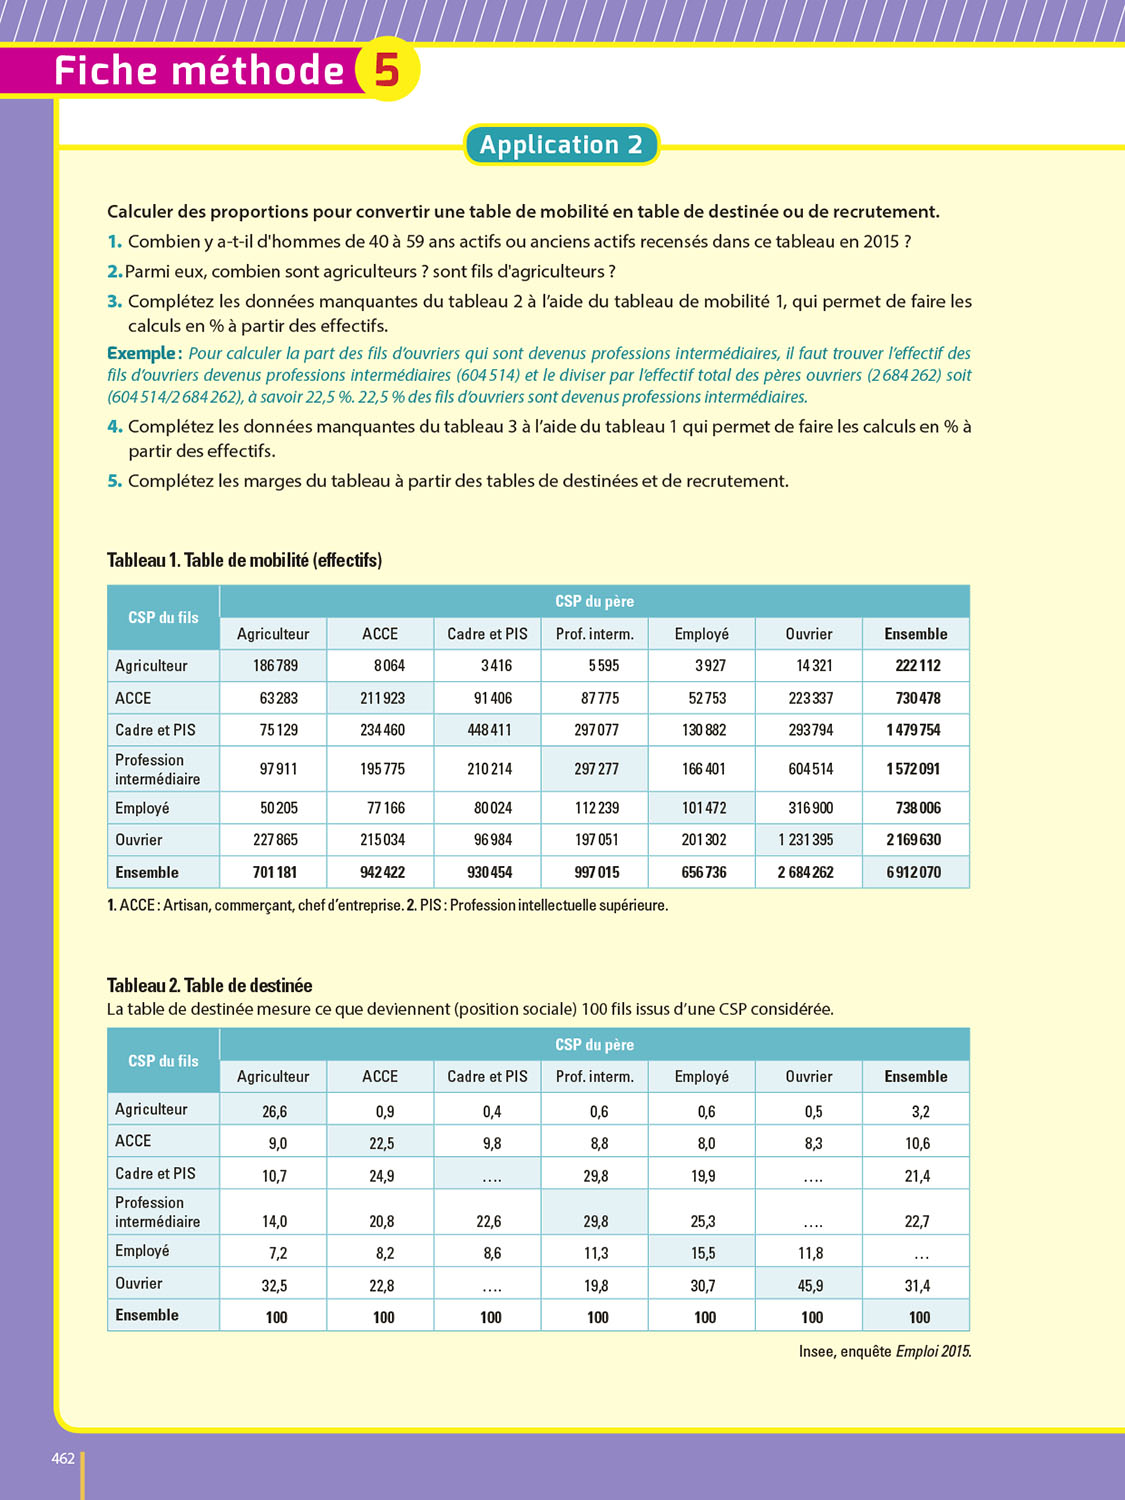 Fiche méthode 5
Application 2
Calculer des proportions pour convertir une table de mobilité en table de destinée ou de recrutement.
1. Combien y a-t-il d'hommes de 40 à 59 ans actifs ou anciens actifs recensés dans ce tableau en 2015 ?
2. Parmi eux, combien sont agriculteurs ? sont fils d'agriculteurs ?
3. Complétez les données manquantes du tableau 2 à l’aide du tableau de mobilité 1, qui permet de faire les
calculs en % à partir des effectifs.
Exemple : Pour calculer la part des fils d’ouvriers qui sont devenus professions intermédiaires, il faut trouver l’effectif des
fils d’ouvriers devenus professions intermédiaires (604 514) et le diviser par l’effectif total des pères ouvriers (2 684 262) soit
(604 514/2 684 262), à savoir 22,5 %. 22,5 % des fils d’ouvriers sont devenus professions intermédiaires.
4. Complétez les données manquantes du tableau 3 à l’aide du tableau 1 qui permet de faire les calculs en % à
partir des effectifs.
5. Complétez les marges du tableau à partir des tables de destinées et de recrutement.
Tableau 1. Table de mobilité (effectifs)
CSP du fils CSP du père
Agriculteur ACCE Cadre et PIS Prof. interm. Employé Ouvrier Ensemble
Agriculteur 186 789 8 064 3 416 5 595 3 927 14 321 222 112
ACCE 63 283 211 923 91 406 87 775 52 753 223 337 730 478
Cadre et PIS 75 129 234 460 448 411 297 077 130 882 293 794 1 479 754
Profession
intermédiaire 97 911 195 775 210 214 297 277 166 401 604 514 1 572 091
Employé 50 205 77 166 80 024 112 239 101 472 316 900 738 006
Ouvrier 227 865 215 034 96 984 197 051 201 302 1 231 395 2 169 630
Ensemble 701 181 942 422 930 454 997 015 656 736 2 684 262 6 912 070
1. ACCE : Artisan, commerçant, chef d’entreprise. 2. PIS : Profession intellectuelle supérieure.
Tableau 2. Table de destinée
La table de destinée mesure ce que deviennent (position sociale) 100 fils issus d’une CSP considérée.
CSP du fils CSP du père
Agriculteur ACCE Cadre et PIS Prof. interm. Employé Ouvrier Ensemble
Agriculteur 26,6 0,9 0,4 0,6 0,6 0,5 3,2
ACCE 9,0 22,5 9,8 8,8 8,0 8,3 10,6
Cadre et PIS 10,7 24,9 .... 29,8 19,9 .... 21,4
Profession
intermédiaire 14,0 20,8 22,6 29,8 25,3 .... 22,7
Employé 7,2 8,2 8,6 11,3 15,5 11,8 ...
Ouvrier 32,5 22,8 .... 19,8 30,7 45,9 31,4
Ensemble 100 100 100 100 100 100 100
Insee, enquête Emploi 2015.
462